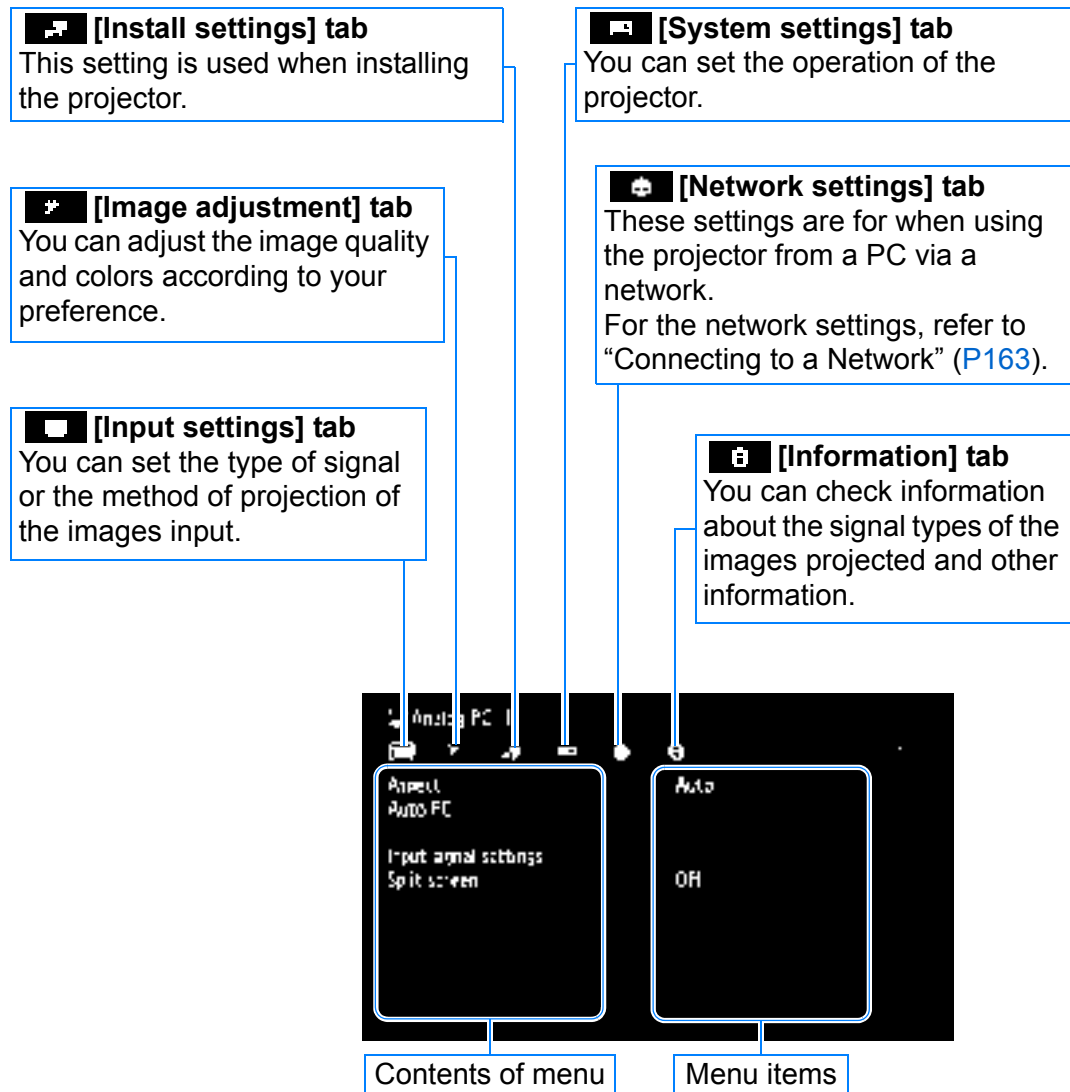 [Install settings] tab
This setting is used when installing
the projector.
[System settings] tab
You can set the operation of the
projector.
[Image adjustment] tab
You can adjust the image quality
and colors according to your
preference.
[Network settings] tab
These settings are for when using
the projector from a PC via a
network.
For the network settings, refer to
“Connecting to a Network” (P163).
[Input settings] tab
You can set the type of signal
or the method of projection of
the images input.
[Information] tab
You can check information
about the signal types of the
images projected and other
information.
Analog PC
Aspect Auto
Auto PC
Input signal settings
Split screen Off
Contents of menu
Menu items